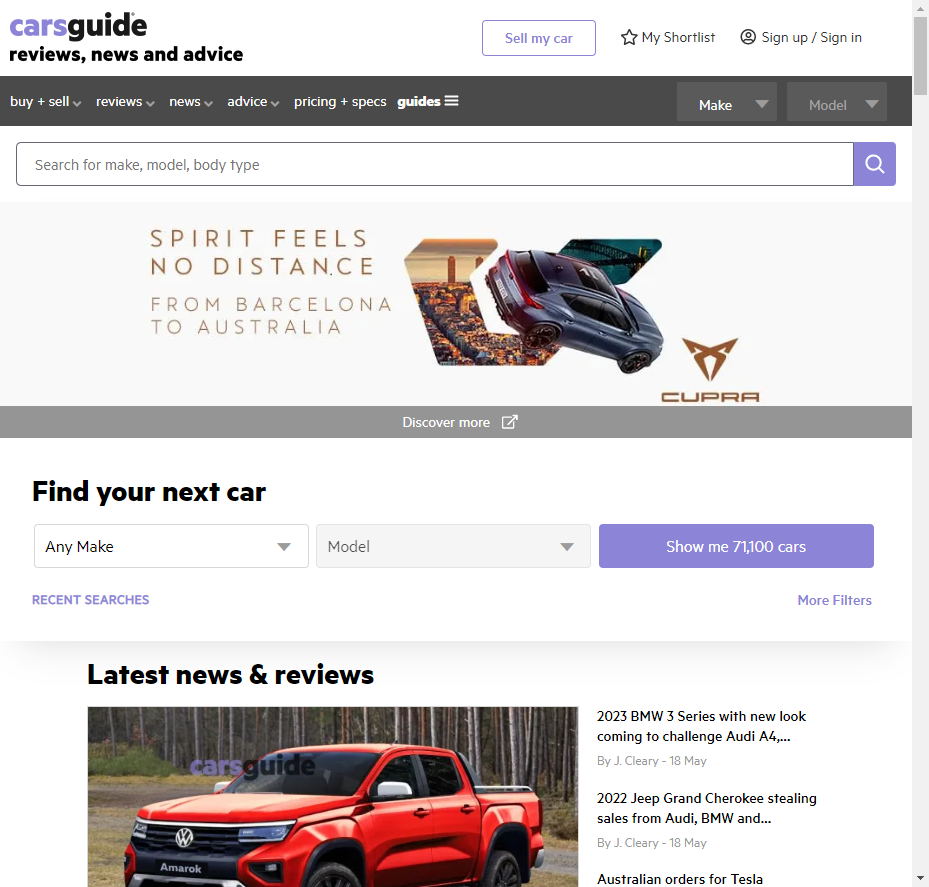 carsguide
reviews, news and advice
Sell my car
My Shortlist
Sign up / Sign in
buy + sell
reviews
news
advice
pricing + specs
guides
Make
Model
Search for make, model, body type
SPIRIT FEELS
NO DISTANCE
FROM BARCELONA
TO AUSTRALIA
CUPRA
Discover more
Find your next car
Any Make
Model
Show me 71,100 cars
RECENT SEARCHES
More Filters
Latest news & reviews
carsguide
Amarok
2023 BMW 3 Series with new look
coming to challenge Audi A4,...
By J. Cleary - 18 May
2022 Jeep Grand Cherokee stealing
sales from Audi, BMW and...
By J. Cleary - 18 May
Australian orders for Tesla